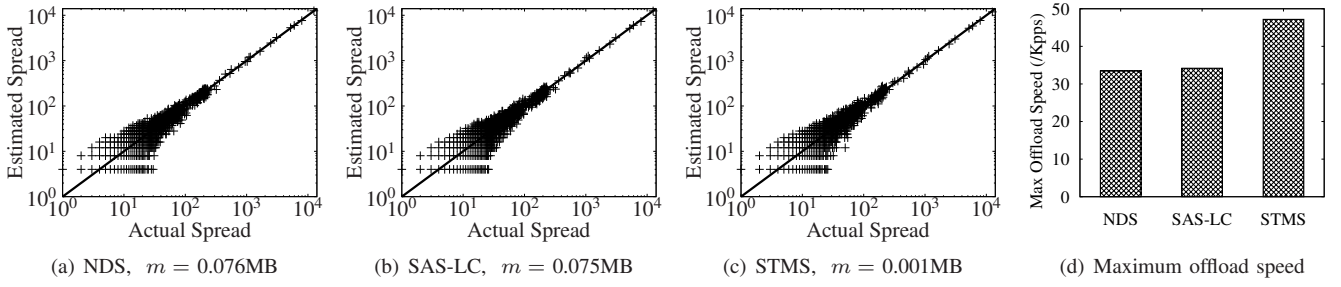 Estimated Spread
10^4
10^3
10^2
10^1
10^0
10^0 10^1 10^2 10^3 10^4
Actual Spread
(a) NDS, m = 0.076MB
Estimated Spread
10^4
10^3
10^2
10^1
10^0
10^0 10^1 10^2 10^3 10^4
Actual Spread
(b) SAS-LC, m = 0.075MB
Estimated Spread
10^4
10^3
10^2
10^1
10^0
10^0 10^1 10^2 10^3 10^4
Actual Spread
(c) STMS, m = 0.001MB
Max Offload Speed (/Kpps)
50
40
30
20
10
0
NDS SAS-LC STMS
(d) Maximum offload speed